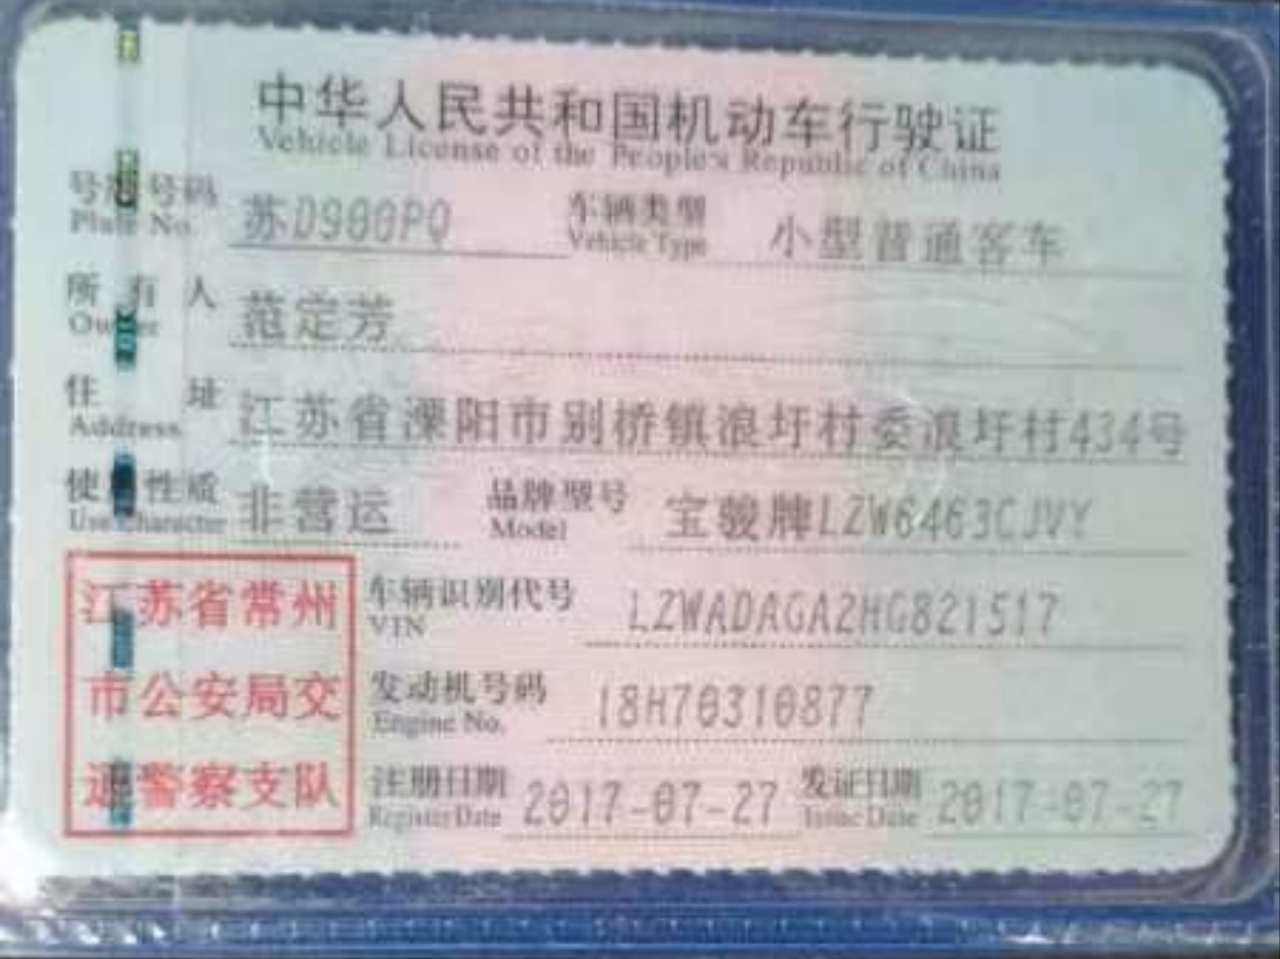 中华人民共和国机动车行驶证
Vehicle License of the People's Republic of China
号牌号码 苏D900PQ 车辆类型 小型普通客车
Plate No. Vehicle Type
所有人 范定芳
Owner
住址 江苏省溧阳市别桥镇浪圩村委浪圩村434号
Address
使用性质 非营运 品牌型号 宝骏牌LZW6463CJVY
Use Character Model
江苏省常州 车辆识别代号 LZWADAGA2HG821517
VIN
市公安局交 发动机号码 18H70310877
Engine No.
通警察支队 注册日期 2017-07-27 发证日期 2017-07-27
Register Date Issue Date